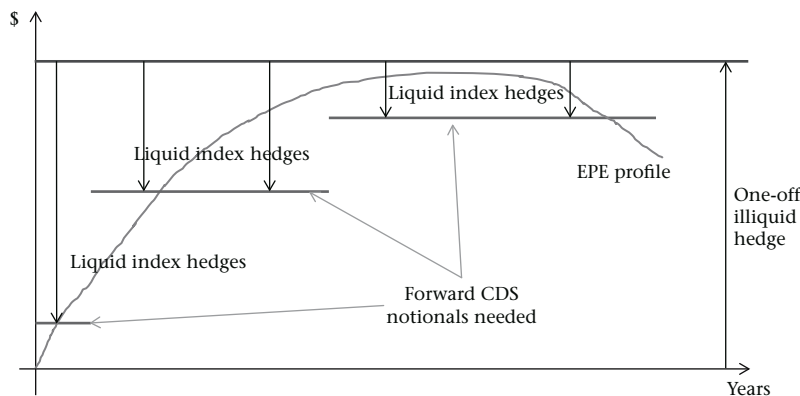 $
Liquid index hedges
Liquid index hedges
EPE profile
One-off
illiquid
hedge
Liquid index hedges
Forward CDS
notionals needed
Years